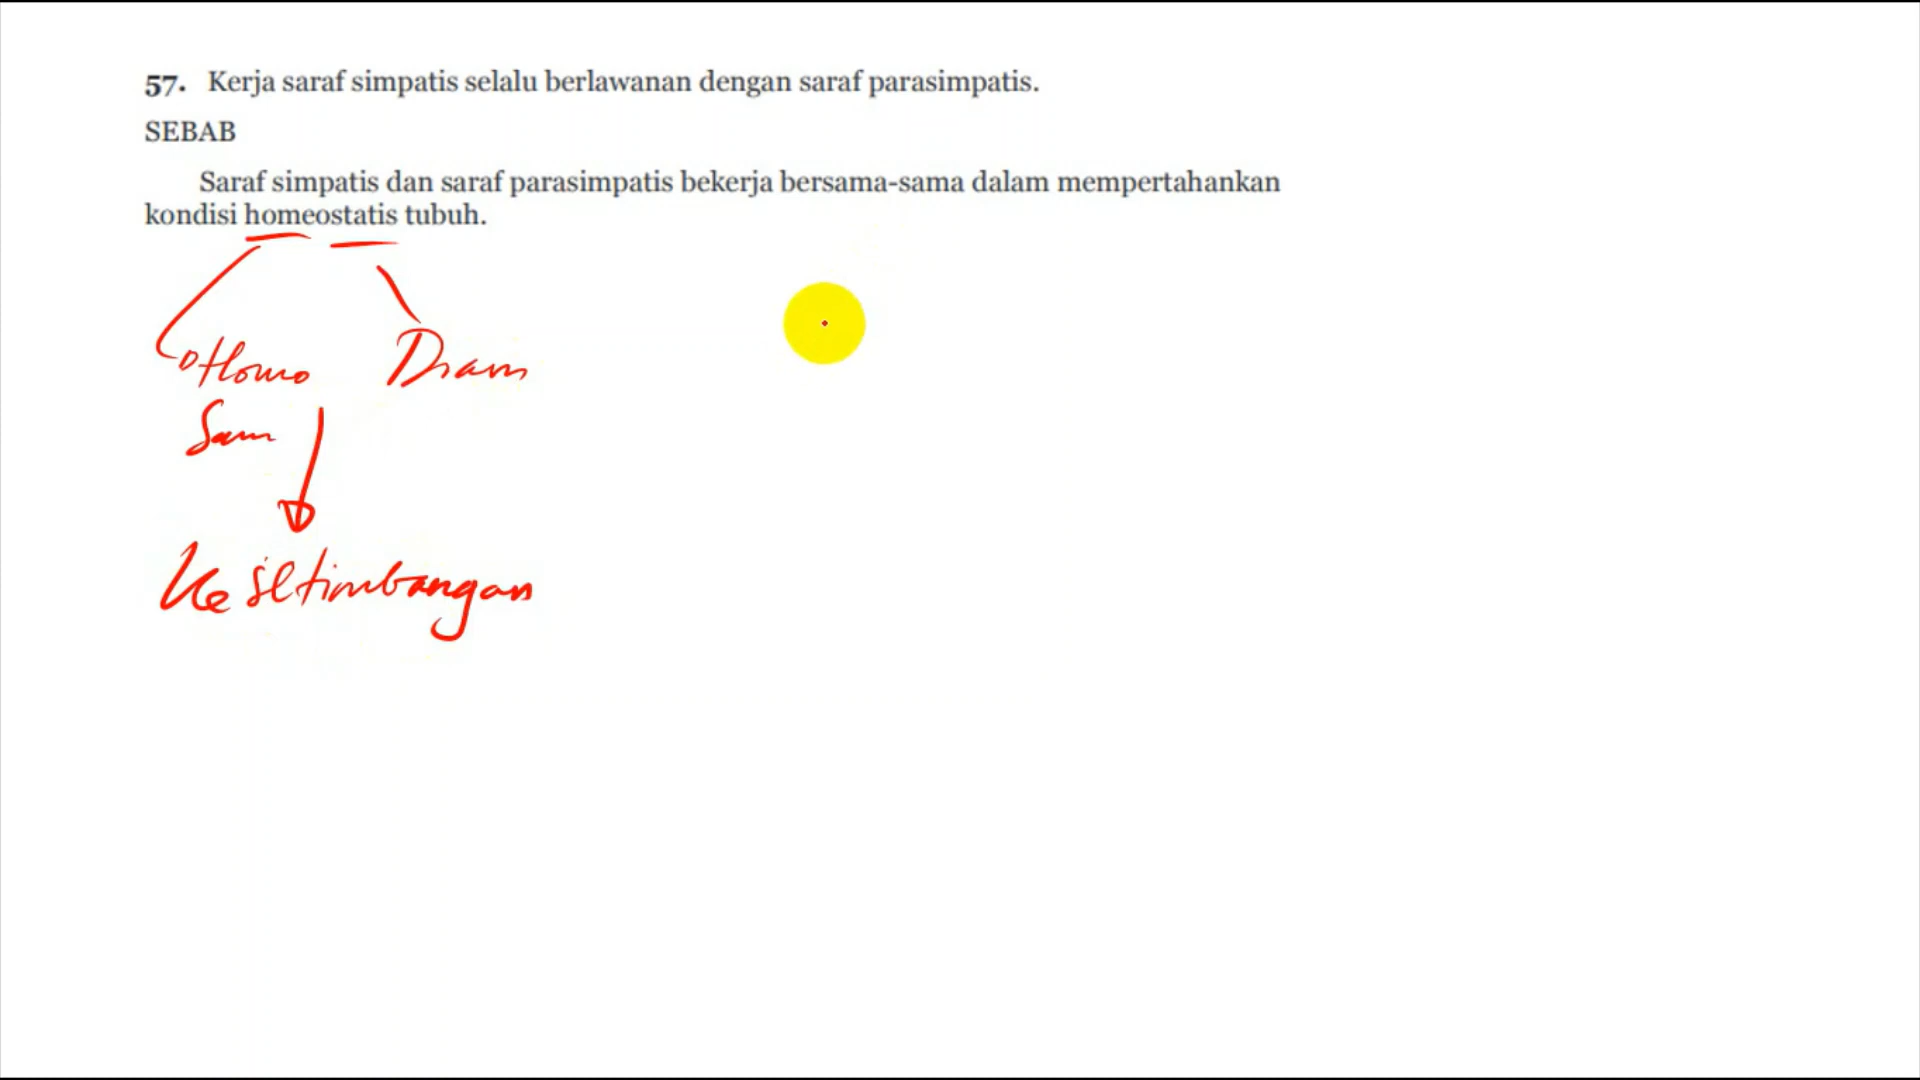 57. Kerja saraf simpatis selalu berlawanan dengan saraf parasimpatis.
SEBAB
Saraf simpatis dan saraf parasimpatis bekerja bersama-sama dalam mempertahankan
kondisi homeostatis tubuh.
Homo Diam
Sam
Kesetimbangan